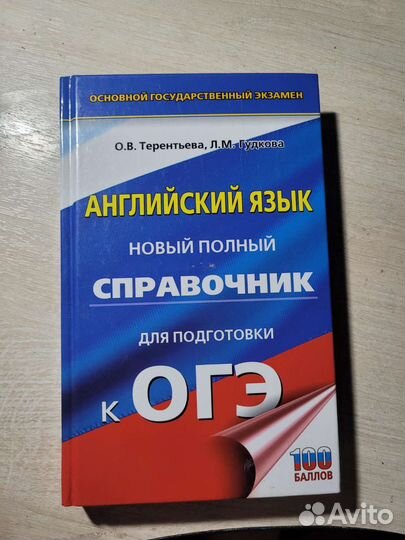 ОСНОВНОЙ ГОСУДАРСТВЕННЫЙ ЭКЗАМЕН
О.В. Терентьева, Л.М. Гудкова
АНГЛИЙСКИЙ ЯЗЫК
НОВЫЙ ПОЛНЫЙ
СПРАВОЧНИК
ДЛЯ ПОДГОТОВКИ
К ОГЭ
100
БАЛЛОВ
Avito